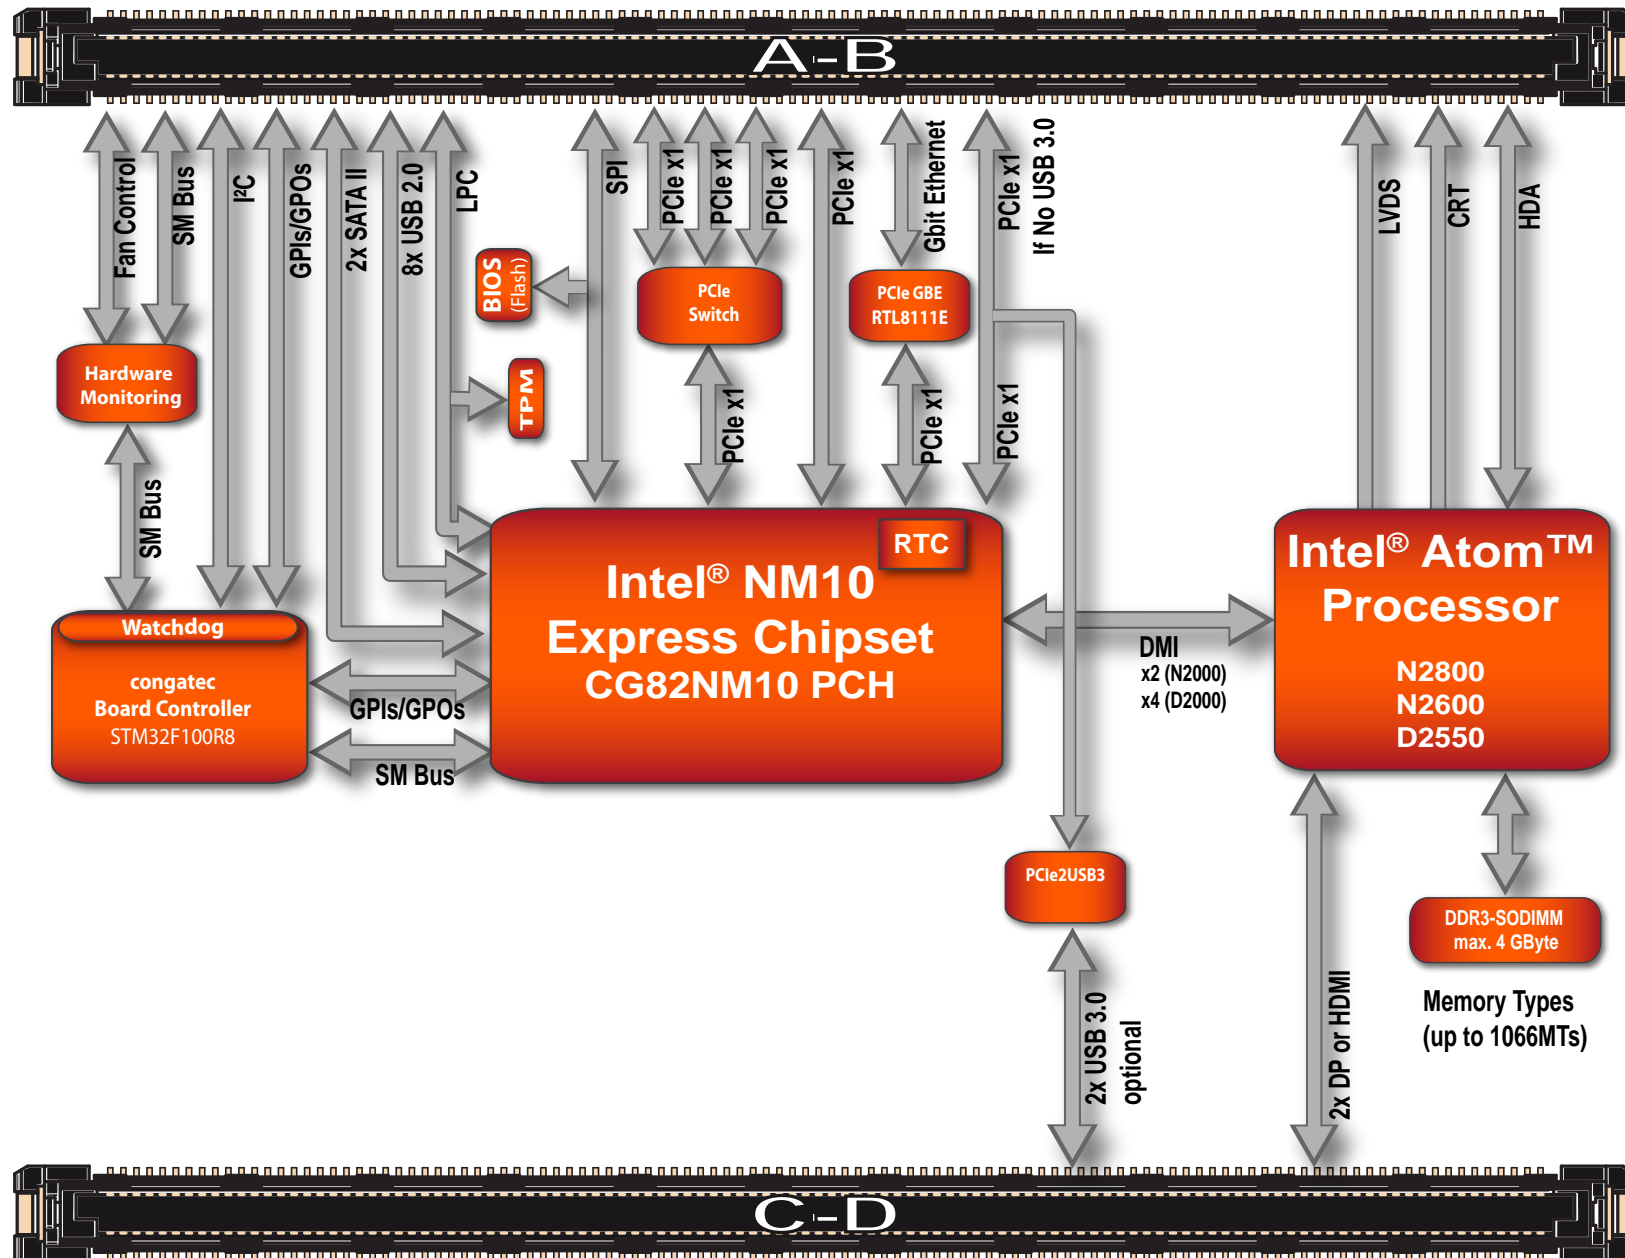 A-B
Fan Control
SM Bus
I²C
GPIs/GPOs
2x SATA II
8x USB 2.0
LPC
SPI
PCIe x1
PCIe x1
PCIe x1
PCIe x1
Gbit Ethernet
PCIe x1
If No USB 3.0
LVDS
CRT
HDA
BIOS
(Flash)
PCIe
Switch
PCIe GBE
RTL8111E
Hardware
Monitoring
TPM
PCIe x1
PCIe x1
PCIe x1
SM Bus
RTC
Intel® NM10
Express Chipset
CG82NM10 PCH
Intel® Atom™
Processor
N2800
N2600
D2550
Watchdog
congatec
Board Controller
STM32F100R8
GPIs/GPOs
SM Bus
DMI
x2 (N2000)
x4 (D2000)
PCIe2USB3
DDR3-SODIMM
max. 4 GByte
Memory Types
(up to 1066MTs)
2x USB 3.0
optional
2x DP or HDMI
C-D